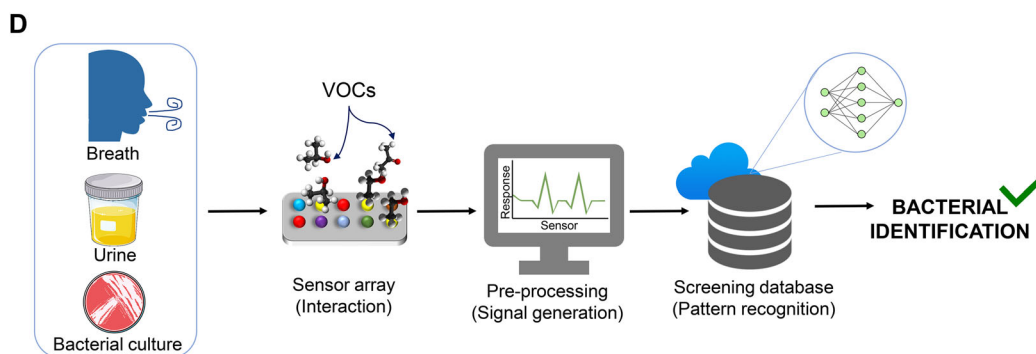 D
Breath
Urine
Bacterial culture
VOCs
Sensor array
(Interaction)
Response
Sensor
Pre-processing
(Signal generation)
Screening database
(Pattern recognition)
BACTERIAL
IDENTIFICATION